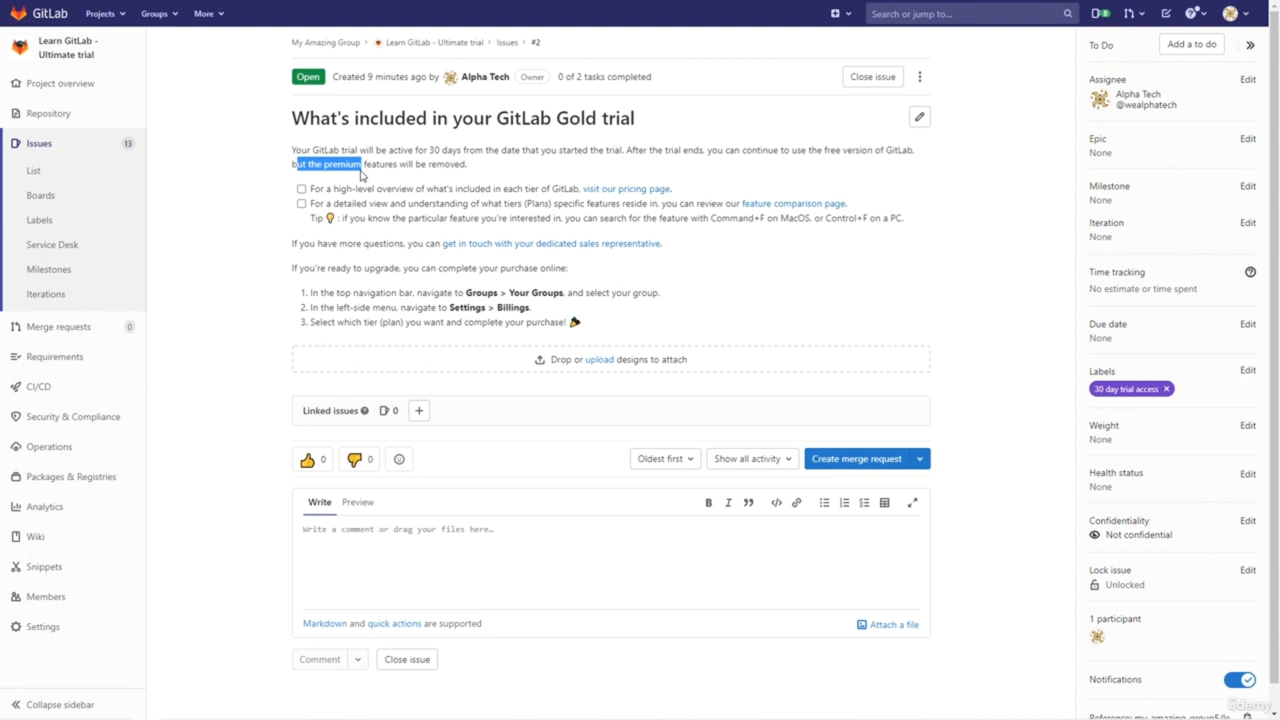 GitLab
Projects
Groups
More
Search or jump to...
8
Learn GitLab -
Ultimate trial
Project overview
Repository
Issues
13
List
Boards
Labels
Service Desk
Milestones
Iterations
Merge requests
0
Requirements
CI/CD
Security & Compliance
Operations
Packages & Registries
Analytics
Wiki
Snippets
Members
Settings
Collapse sidebar
My Amazing Group > Learn GitLab - Ultimate trial > Issues > #2
Open Created 9 minutes ago by Alpha Tech Owner 0 of 2 tasks completed
Close issue
What's included in your GitLab Gold trial
Your GitLab trial will be active for 30 days from the date that you started the trial. After the trial ends, you can continue to use the free version of GitLab,
but the premium features will be removed.
For a high-level overview of what's included in each tier of GitLab, visit our pricing page.
For a detailed view and understanding of what tiers (Plans) specific features reside in, you can review our feature comparison page.
Tip 💡 : if you know the particular feature you're interested in, you can search for the feature with Command+F on MacOS, or Control+F on a PC.
If you have more questions, you can get in touch with your dedicated sales representative.
If you're ready to upgrade, you can complete your purchase online:
1. In the top navigation bar, navigate to Groups > Your Groups, and select your group.
2. In the left-side menu, navigate to Settings > Billings.
3. Select which tier (plan) you want and complete your purchase! 🎉
Drop or upload designs to attach
Linked issues 0 +
👍 0
👎 0
Oldest first
Show all activity
Create merge request
Write
Preview
B I
Write a comment or drag your files here…
Markdown and quick actions are supported
Attach a file
Comment
Close issue
To Do
Add a to do
Assignee
Edit
Alpha Tech
@wealphatech
Epic
Edit
None
Milestone
Edit
None
Iteration
Edit
None
Time tracking
No estimate or time spent
Due date
Edit
None
Labels
Edit
30 day trial access
Weight
Edit
None
Health status
Edit
None
Confidentiality
Edit
Not confidential
Lock issue
Edit
Unlocked
1 participant
Notifications
Reference: my_amazing_group5/le
ûdemy